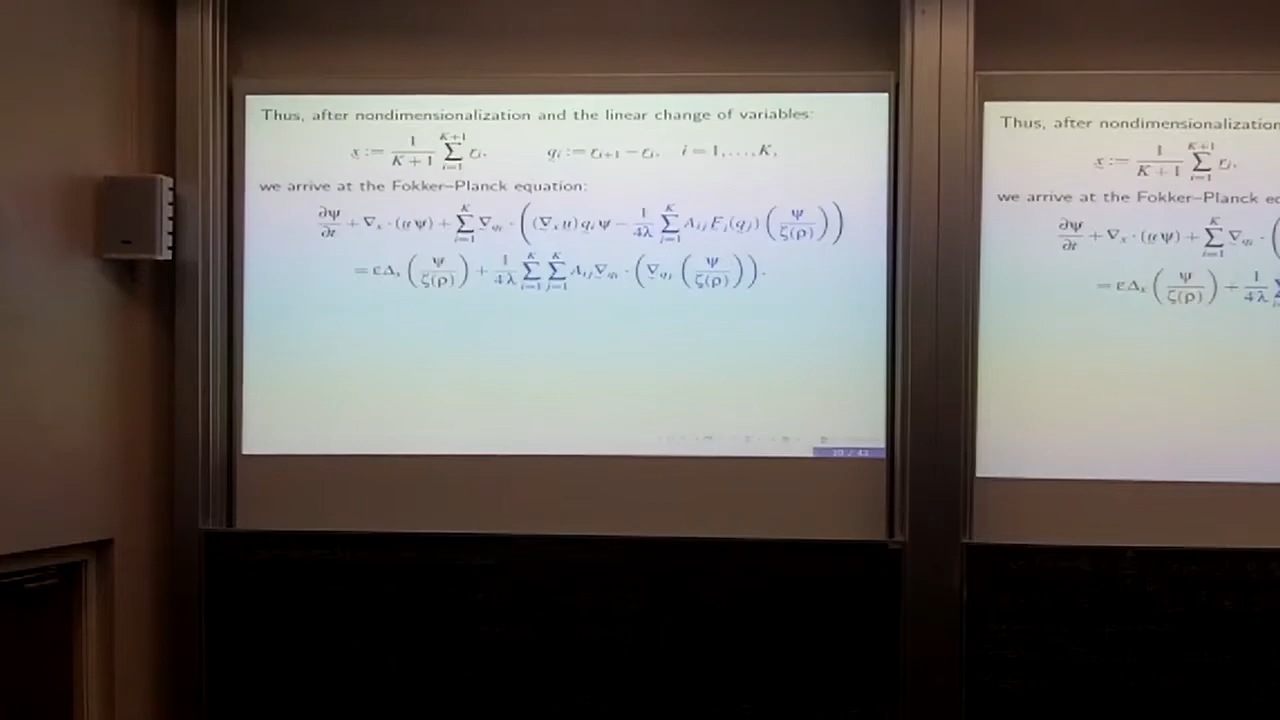 Thus, after nondimensionalization and the linear change of variables:
x := 1/(K+1) ∑_{i=1}^{K+1} r_i, q_i := r_{i+1} − r_i, i = 1, …, K,
we arrive at the Fokker–Planck equation:
∂ψ/∂t + ∇_x · (u ψ) + ∑_{i=1}^{K} ∇_{q_i} · ( (∇_x u) q_i ψ − 1/(4λ) ∑_{j=1}^{K} A_{ij} F_j(q_j) ( ψ/ζ(ρ) ) )
= εΔ_x ( ψ/ζ(ρ) ) + 1/(4λ) ∑_{i=1}^{K} ∑_{j=1}^{K} A_{ij} ∇_{q_i} · ( ∇_{q_j} ( ψ/ζ(ρ) ) ).
Thus, after nondimensionalization
x := 1/(K+1) ∑_{i=1}^{K+1} r_i,
we arrive at the Fokker–Planck e
∂ψ/∂t + ∇_x · (u ψ) + ∑_{i=1}^{K} ∇_{q_i} · (
= εΔ_x ( ψ/ζ(ρ) ) + 1/(4λ)